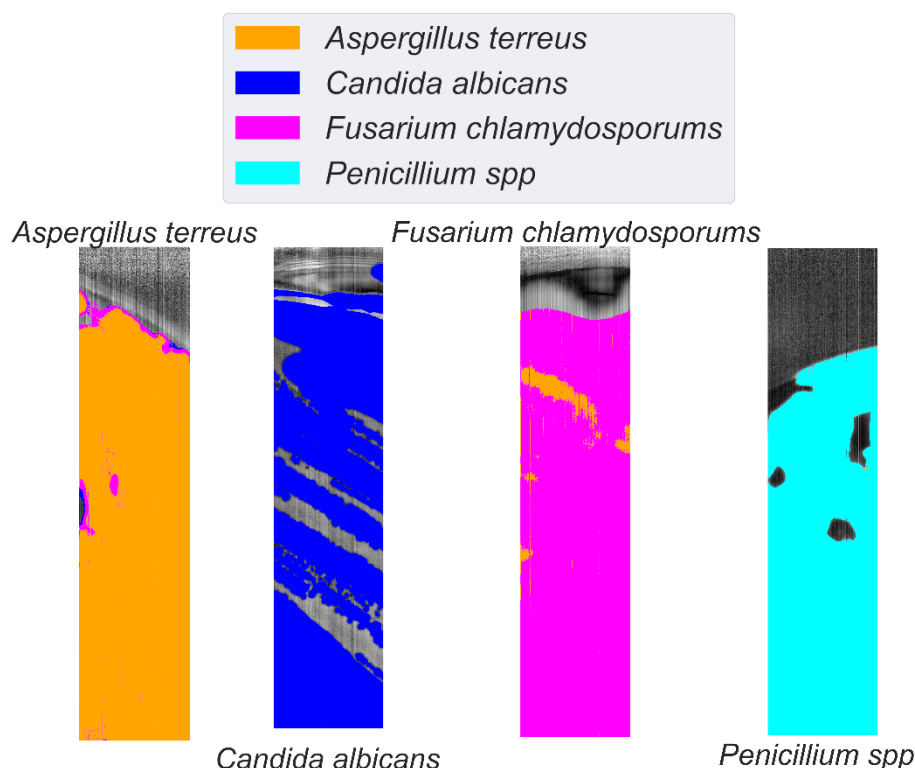 Aspergillus terreus
Candida albicans
Fusarium chlamydosporums
Penicillium spp
Aspergillus terreus
Fusarium chlamydosporums
Candida albicans
Penicillium spp